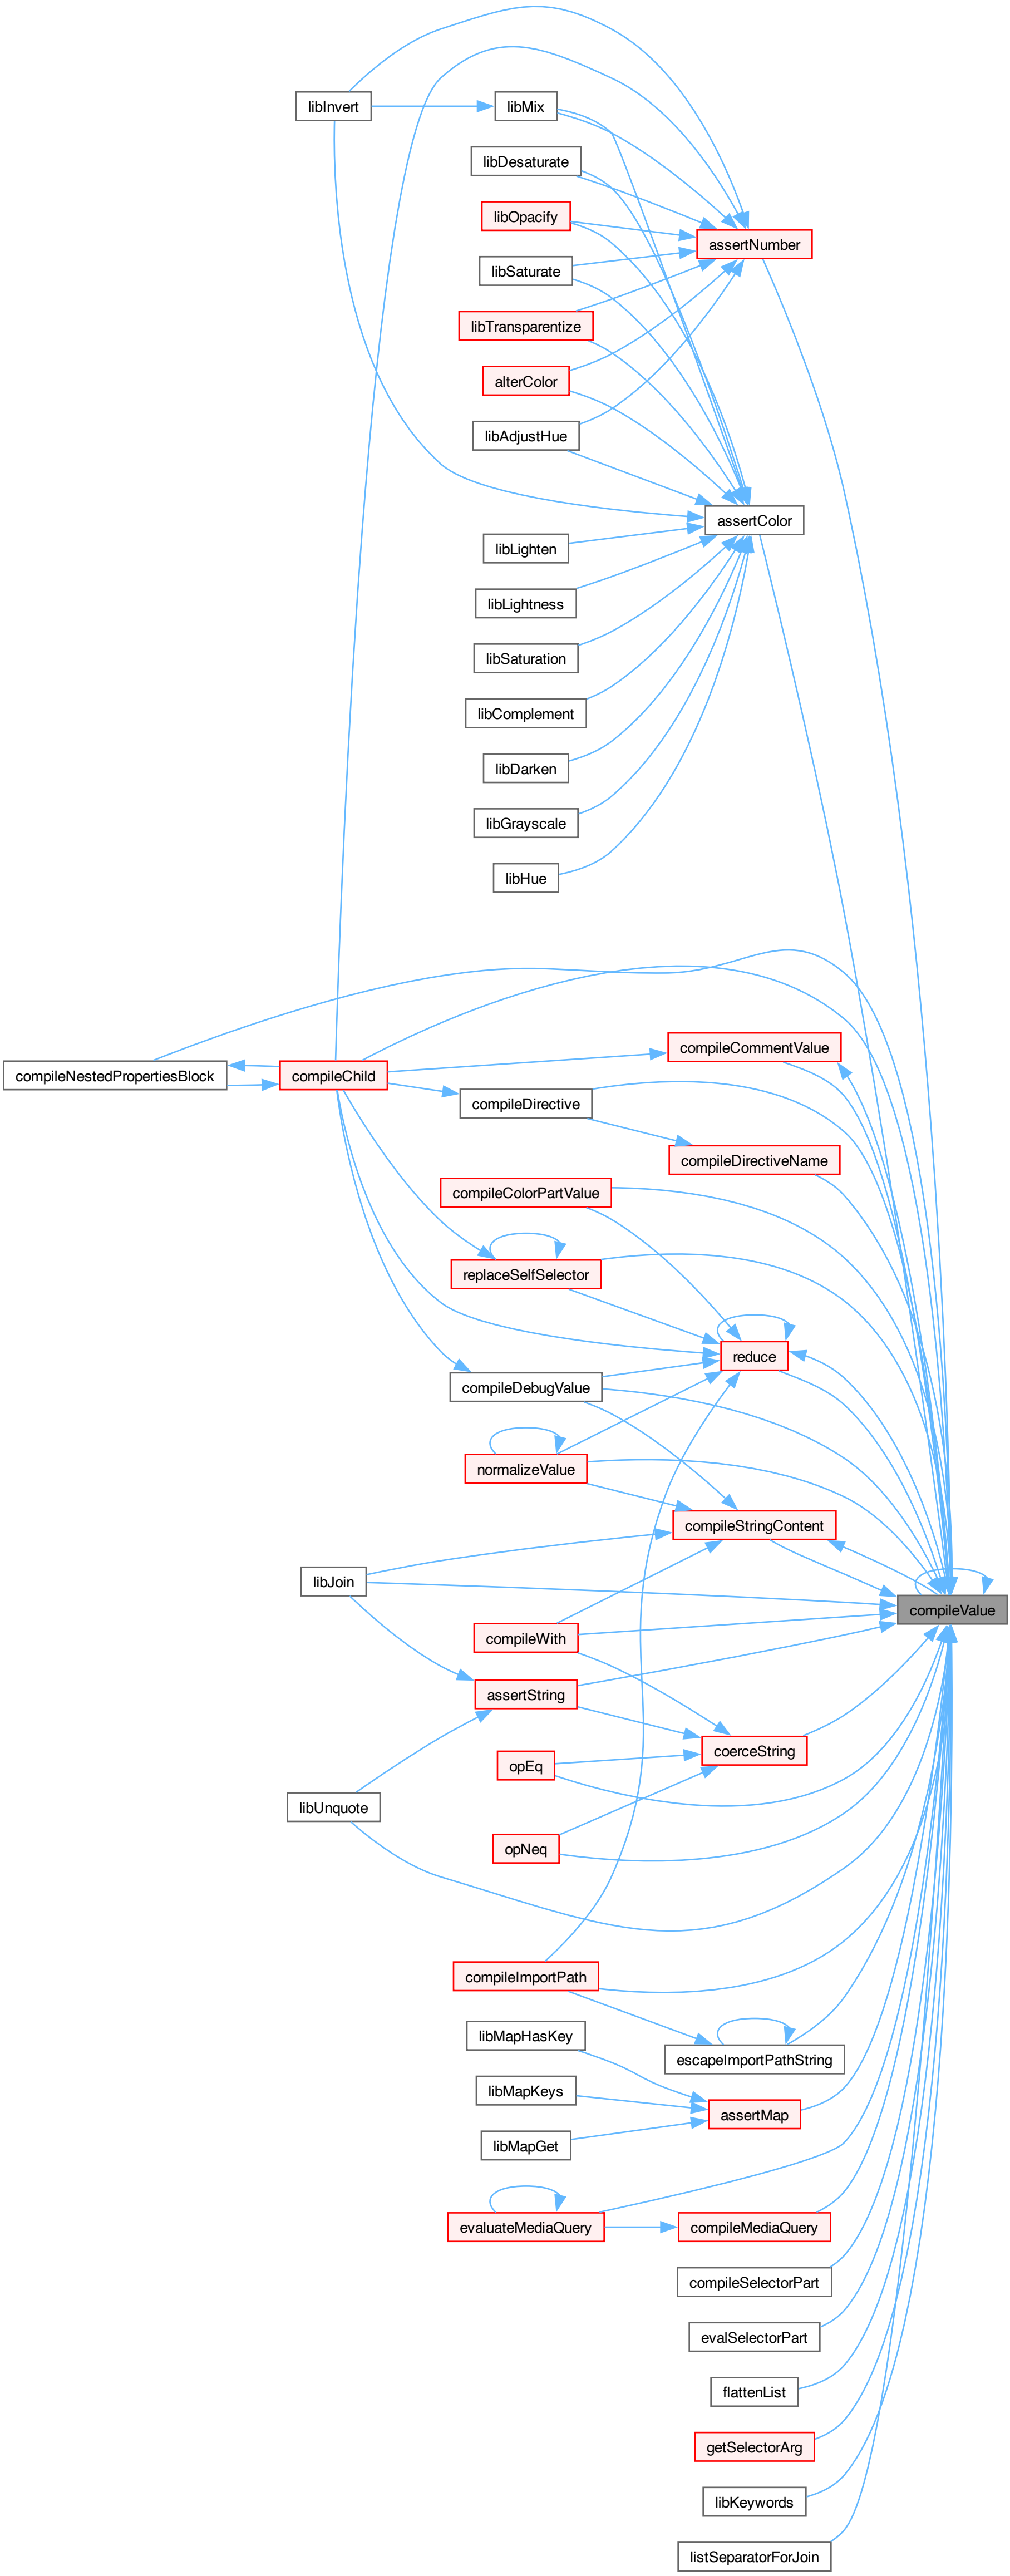 libInvert
libMix
libDesaturate
libOpacify
assertNumber
libSaturate
libTransparentize
alterColor
libAdjustHue
assertColor
libLighten
libLightness
libSaturation
libComplement
libDarken
libGrayscale
libHue
compileCommentValue
compileNestedPropertiesBlock
compileChild
compileDirective
compileDirectiveName
compileColorPartValue
replaceSelfSelector
reduce
compileDebugValue
normalizeValue
compileStringContent
libJoin
compileValue
compileWith
assertString
coerceString
opEq
libUnquote
opNeq
compileImportPath
libMapHasKey
escapeImportPathString
libMapKeys
assertMap
libMapGet
evaluateMediaQuery
compileMediaQuery
compileSelectorPart
evalSelectorPart
flattenList
getSelectorArg
libKeywords
listSeparatorForJoin